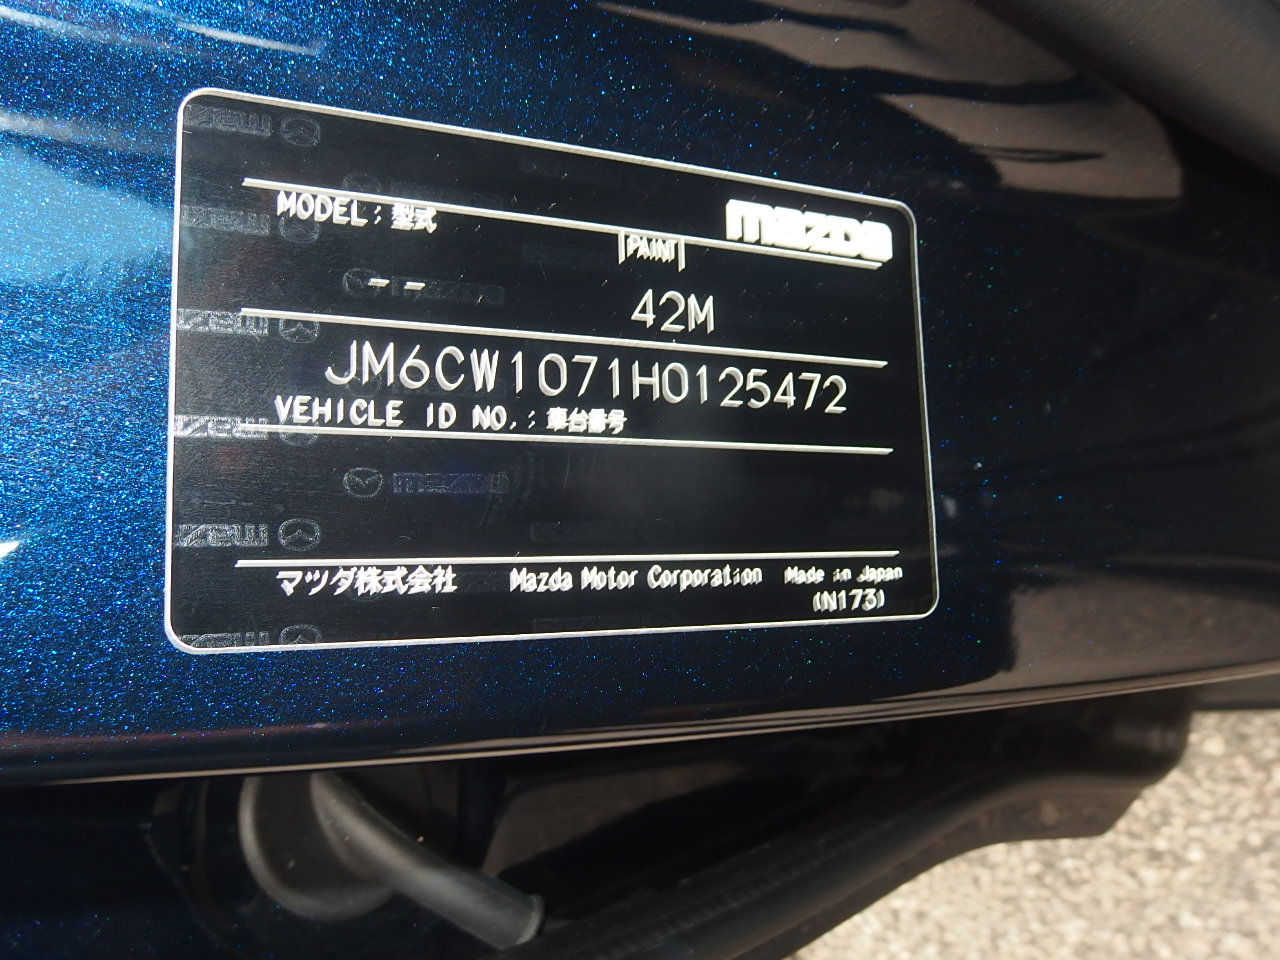 MODEL; 型式
mazda
PAINT
-- 42M
JM6CW1071H0125472
VEHICLE ID NO,; 車台番号
マツダ株式会社 Mazda Motor Corporation Made in Japan
(N173)